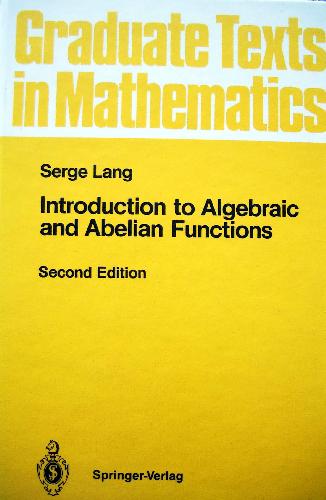 Graduate Texts
in Mathematics
Serge Lang
Introduction to Algebraic
and Abelian Functions
Second Edition
Springer-Verlag